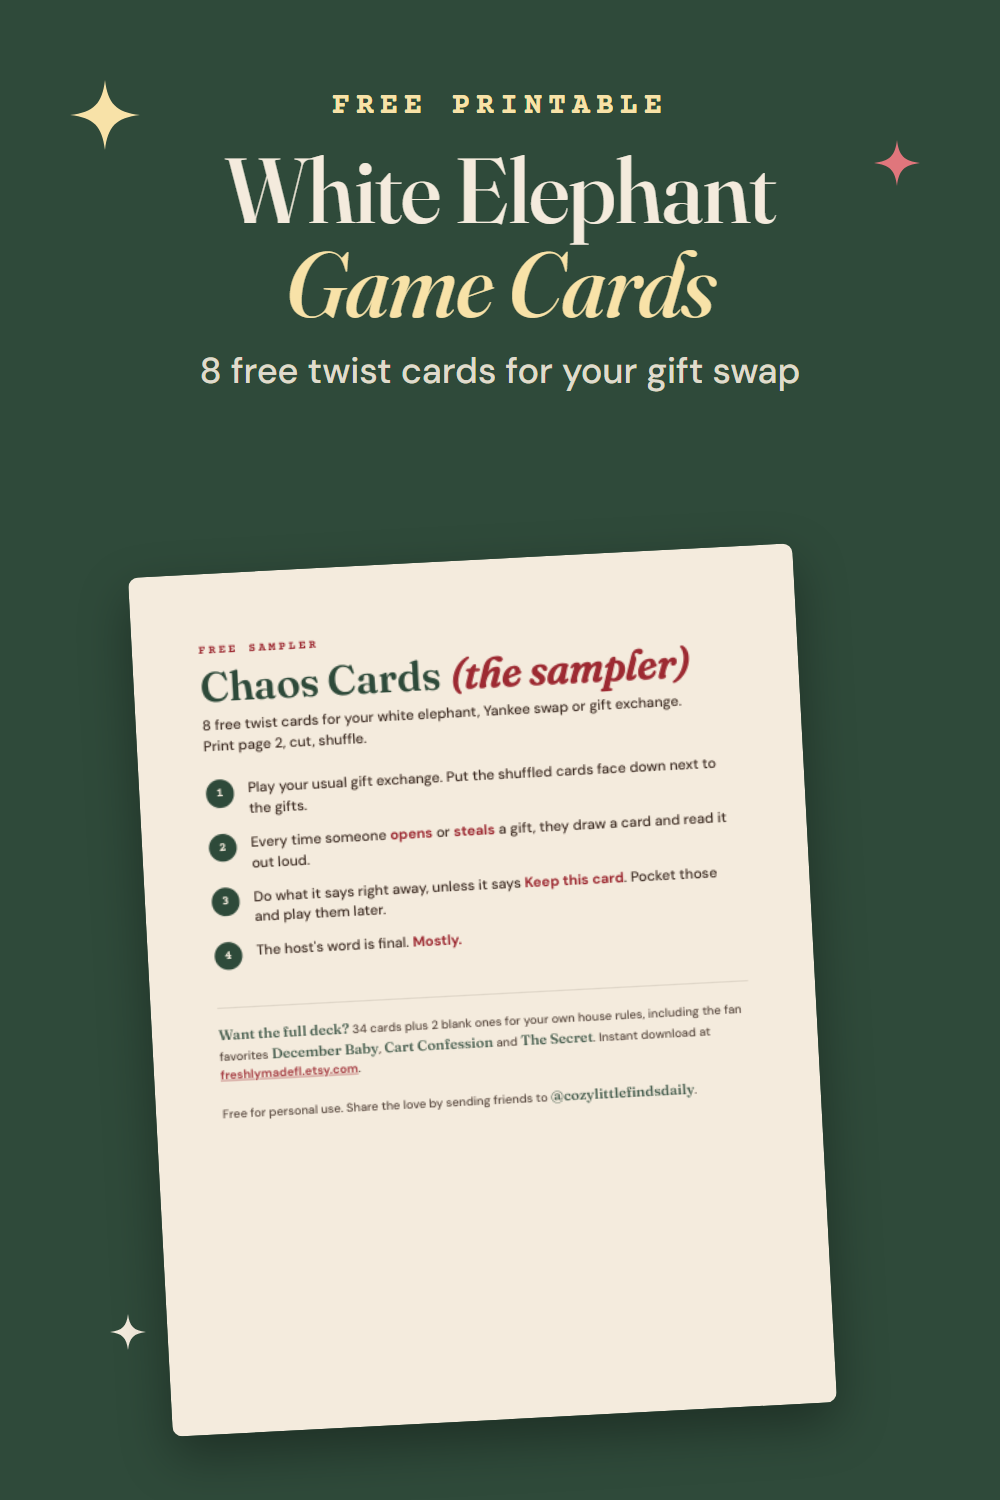 FREE PRINTABLE
White Elephant
Game Cards
8 free twist cards for your gift swap
FREE SAMPLER
Chaos Cards (the sampler)
8 free twist cards for your white elephant, Yankee swap or gift exchange.
Print page 2, cut, shuffle.
1 Play your usual gift exchange. Put the shuffled cards face down next to
the gifts.
2 Every time someone opens or steals a gift, they draw a card and read it
out loud.
3 Do what it says right away, unless it says Keep this card. Pocket those
and play them later.
4 The host's word is final. Mostly.
Want the full deck? 34 cards plus 2 blank ones for your own house rules, including the fan
favorites December Baby, Cart Confession and The Secret. Instant download at
freshlymadefl.etsy.com.
Free for personal use. Share the love by sending friends to @cozylittlefindsdaily.